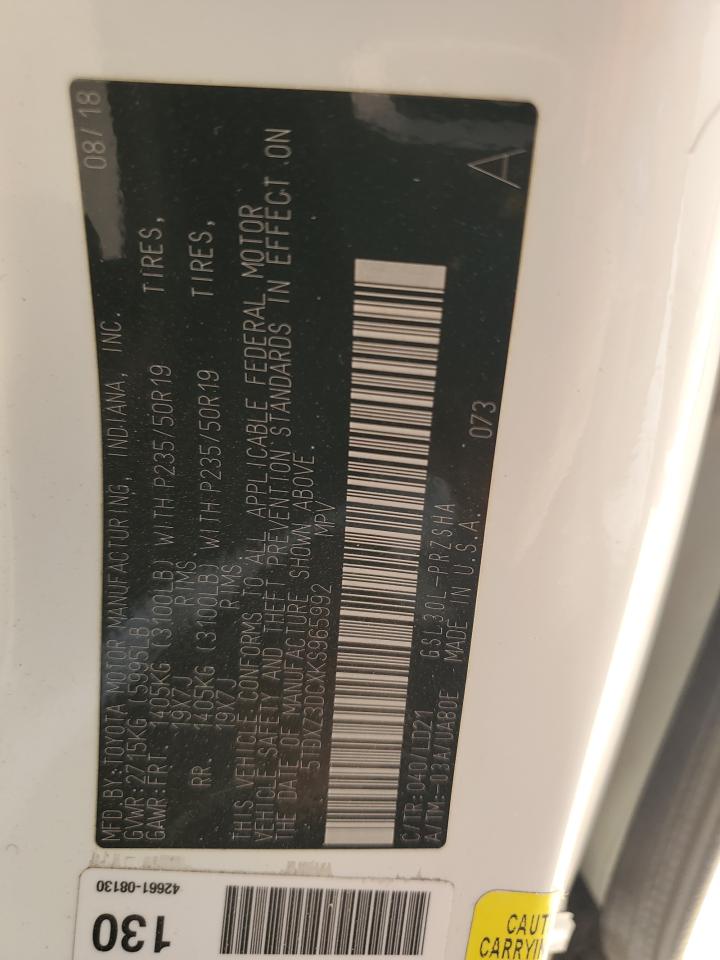 MFD BY:TOYOTA MOTOR MANUFACTURING, INDIANA, INC. 08/18
GVWR:2715KG (5995LB)
GAWR:FRT. 1405KG (3100LB) WITH P235/50R19 TIRES,
19X7J RIMS
RR. 1405KG (3100LB) WITH P235/50R19 TIRES,
19X7J RIMS
THIS VEHICLE CONFORMS TO ALL APPLICABLE FEDERAL MOTOR
VEHICLE SAFETY AND THEFT PREVENTION STANDARDS IN EFFECT ON
THE DATE OF MANUFACTURE SHOWN ABOVE.
5TDXZ3DCXKS965992 MPV
C/TR:040/LD21 GSL30L-PRZSHA
A/TM:-03A/UA80E MADE IN U.S.A. 073
A
42661-08130
130
CAUT
CARRYIN